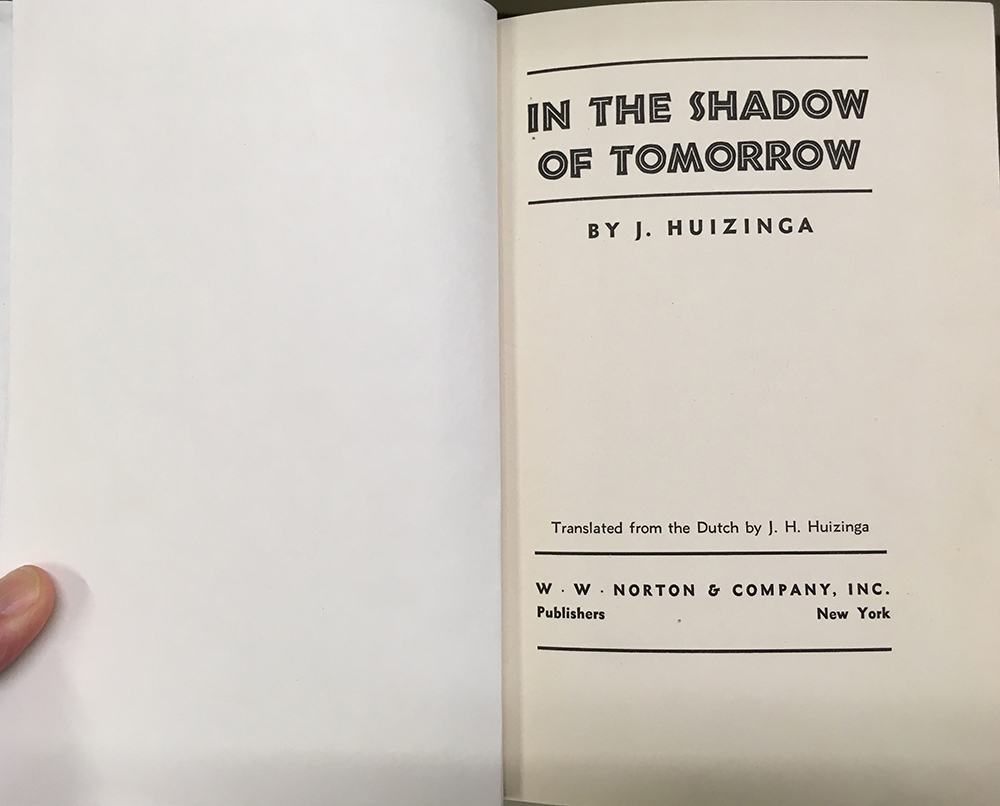 IN THE SHADOW
OF TOMORROW
BY J. HUIZINGA
Translated from the Dutch by J. H. Huizinga
W · W · NORTON & COMPANY, INC.
Publishers New York